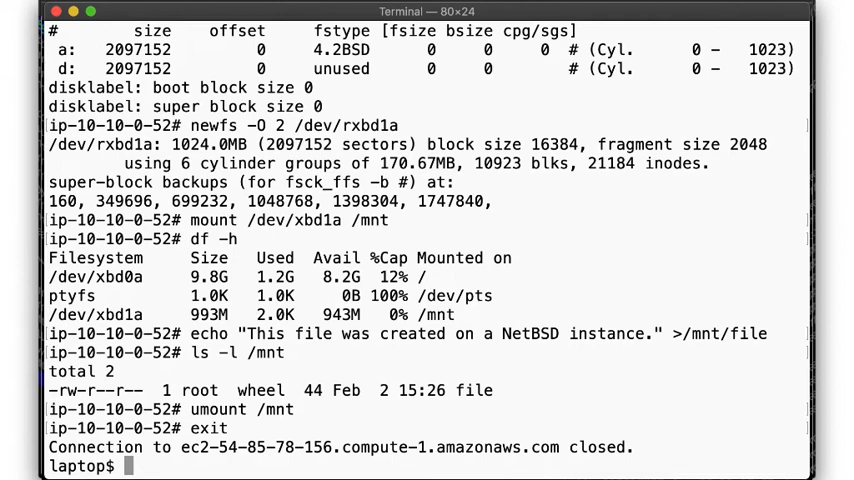 Terminal — 80×24
#          size    offset     fstype [fsize bsize cpg/sgs]
 a:   2097152         0     4.2BSD      0     0     0  # (Cyl.      0 –   1023)
 d:   2097152         0     unused      0     0        # (Cyl.      0 –   1023)
disklabel: boot block size 0
disklabel: super block size 0
ip-10-10-0-52# newfs -O 2 /dev/rxbd1a
/dev/rxbd1a: 1024.0MB (2097152 sectors) block size 16384, fragment size 2048
        using 6 cylinder groups of 170.67MB, 10923 blks, 21184 inodes.
super-block backups (for fsck_ffs -b #) at:
160, 349696, 699232, 1048768, 1398304, 1747840,
ip-10-10-0-52# mount /dev/xbd1a /mnt
ip-10-10-0-52# df -h
Filesystem         Size   Used  Avail %Cap Mounted on
/dev/xbd0a         9.8G   1.2G   8.2G  12% /
ptyfs              1.0K   1.0K     0B 100% /dev/pts
/dev/xbd1a         993M   2.0K   943M   0% /mnt
ip-10-10-0-52# echo "This file was created on a NetBSD instance." >/mnt/file
ip-10-10-0-52# ls -l /mnt
total 2
-rw-r--r--  1 root  wheel  44 Feb  2 15:26 file
ip-10-10-0-52# umount /mnt
ip-10-10-0-52# exit
Connection to ec2-54-85-78-156.compute-1.amazonaws.com closed.
laptop$